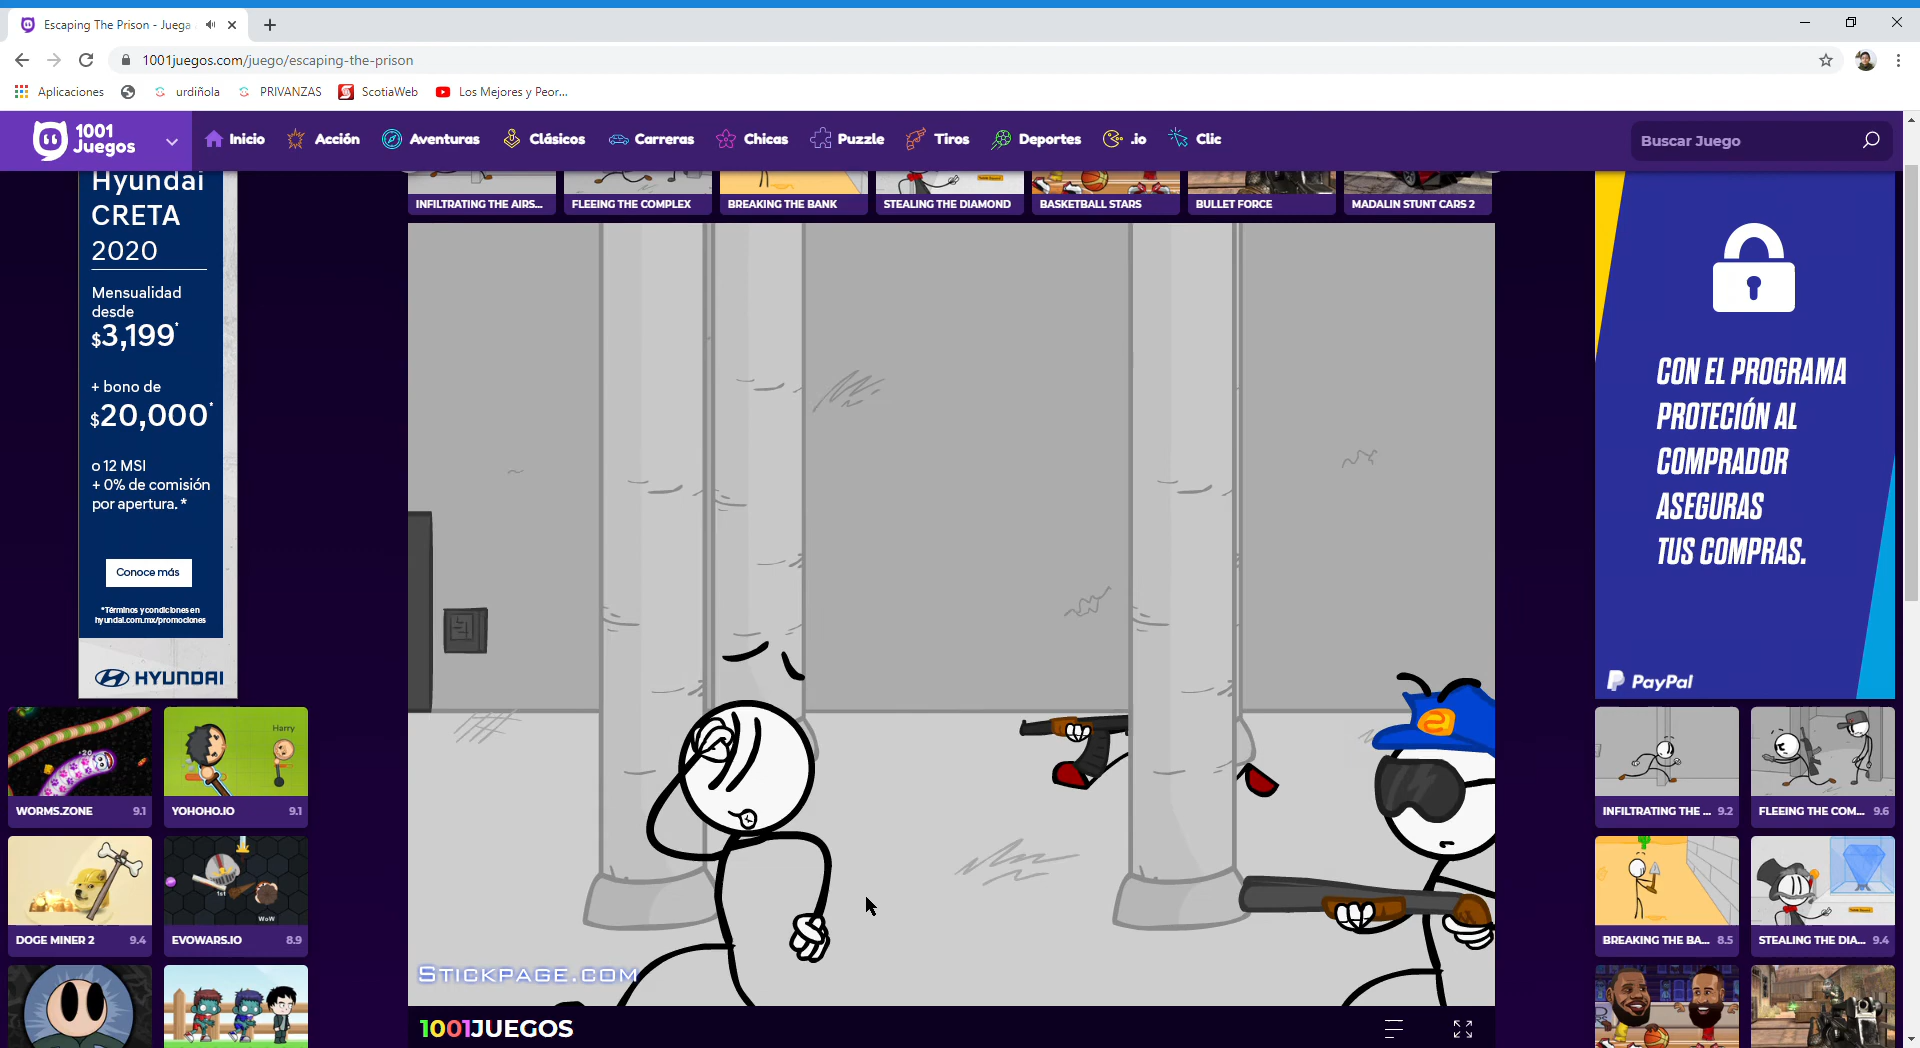 Escaping The Prison - Juega
1001juegos.com/juego/escaping-the-prison
Aplicaciones
urdiñola
PRIVANZAS
ScotiaWeb
Los Mejores y Peor...
1001 Juegos
Inicio
Acción
Aventuras
Clásicos
Carreras
Chicas
Puzzle
Tiros
Deportes
.io
Clic
Buscar Juego
INFILTRATING THE AIRS...
FLEEING THE COMPLEX
BREAKING THE BANK
STEALING THE DIAMOND
BASKETBALL STARS
BULLET FORCE
MADALIN STUNT CARS 2
Hyundai
CRETA
2020
Mensualidad
desde
$3,199*
+ bono de
$20,000*
o 12 MSI
+ 0% de comisión
por apertura. *
Conoce más
*Términos y condiciones en
hyundai.com.mx/promociones
HYUNDAI
CON EL PROGRAMA
PROTECIÓN AL
COMPRADOR
ASEGURAS
TUS COMPRAS.
PayPal
+20
Harry
WORMS.ZONE 9.1
YOHOHO.IO 9.1
1st
WoW
DOGE MINER 2 9.4
EVOWARS.IO 8.9
STICKPAGE.COM
1001JUEGOS
INFILTRATING THE ... 9.2
FLEEING THE COM... 9.6
BREAKING THE BA... 8.5
STEALING THE DIA... 9.4